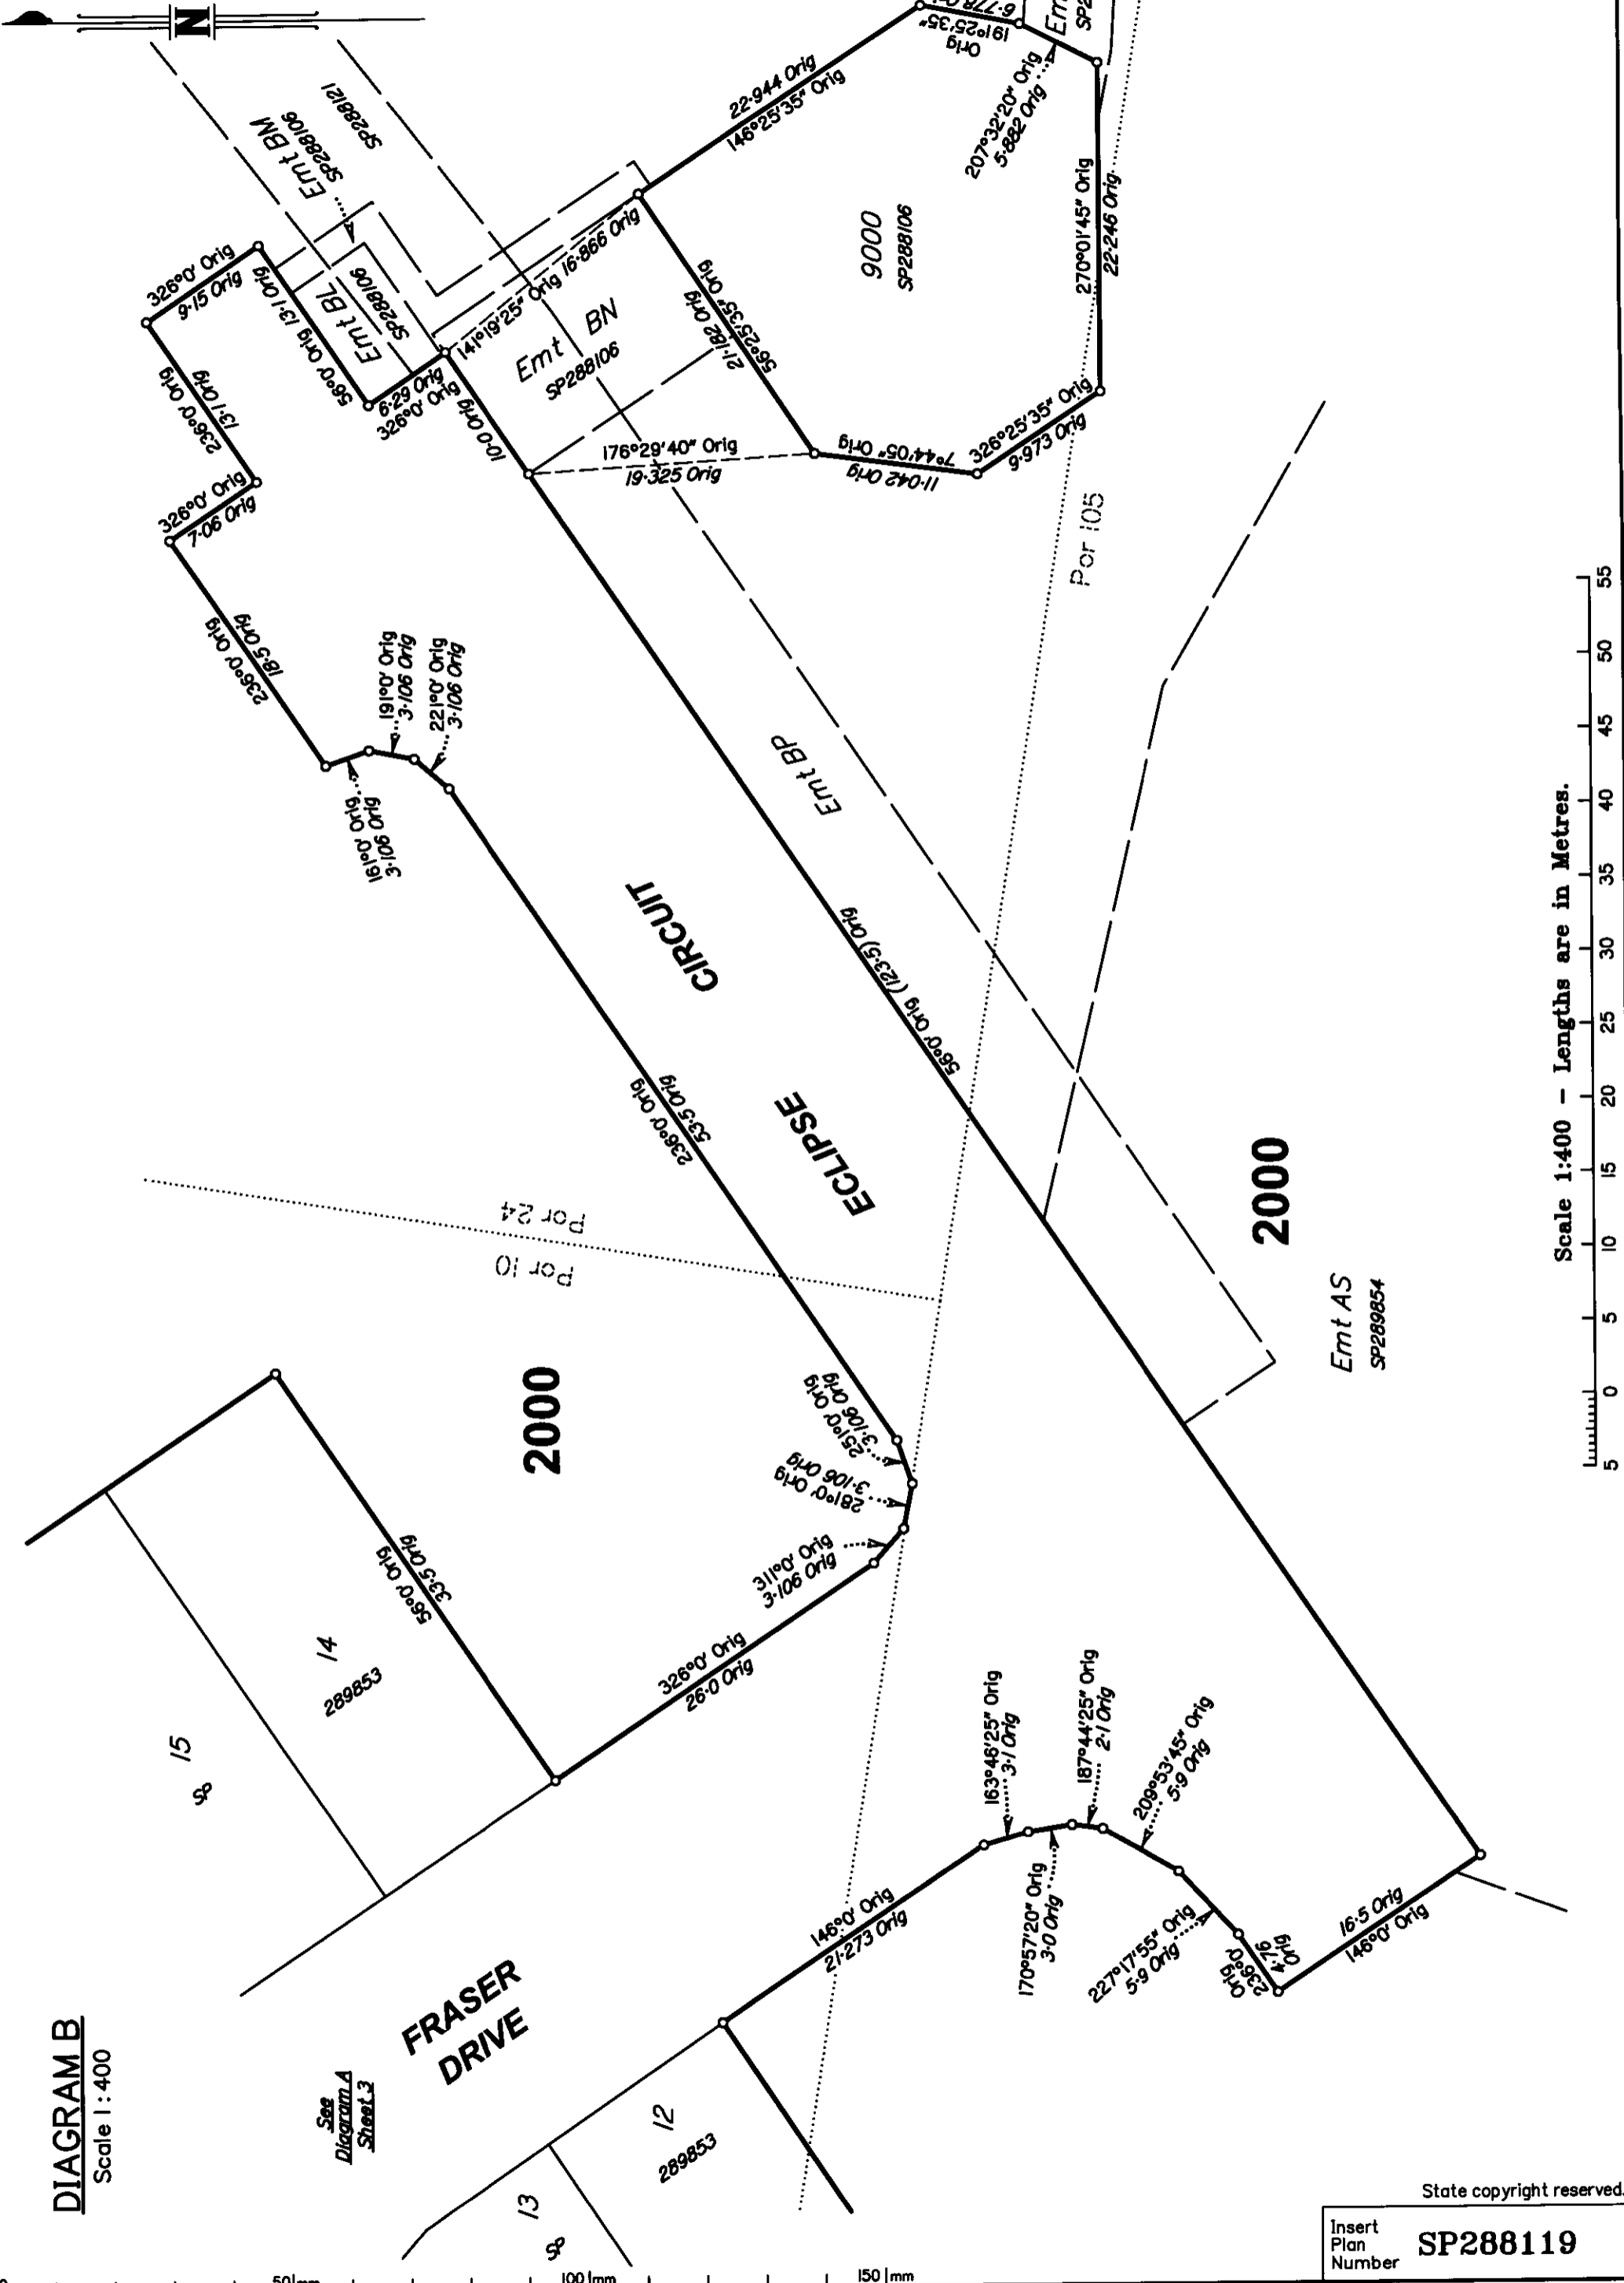 DIAGRAM B
Scale 1:400
See
Diagram A
Sheet 3
FRASER
DRIVE
13
SP
12
289853
15
SP
14
289853
56°0' Orig
33·5 Orig
2000
326°0' Orig
26·0 Orig
311°0' Orig
3·106 Orig
281°0' Orig
3·106 Orig
251°0' Orig
3·106 Orig
146°0' Orig
21·273 Orig
163°46'25" Orig
3·1 Orig
170°57'20" Orig
3·0 Orig
187°44'25" Orig
2·1 Orig
209°53'45" Orig
5·9 Orig
227°17'55" Orig
5·9 Orig
236°0'
Orig
4·76
Orig
16·5 Orig
146°0' Orig
Por 10
Por 24
236°0' Orig
53·5 Orig
ECLIPSE
CIRCUIT
56°0' Orig (123·5) Orig
161°0' Orig
3·106 Orig
191°0' Orig
3·106 Orig
221°0' Orig
3·106 Orig
236°0' Orig
18·5 Orig
326°0' Orig
7·06 Orig
236°0' Orig
13·1 Orig
326°0' Orig
9·15 Orig
56°0' Orig 13·1 Orig
Emt BL
SP288106
6·29 Orig
326°0' Orig
10·0 Orig
Emt BM
SP288106
SP288121
N
141°19'25" Orig 16·866 Orig
Emt BN
SP288106
176°29'40" Orig
19·325 Orig
21·182 Orig
56°25'35" Orig
7°44'05" Orig
11·042 Orig
326°25'35" Orig
9·973 Orig
9000
SP288106
22·944 Orig
146°25'35" Orig
Orig
191°25'35"
6·778
207°32'20" Orig
5·882 Orig
270°01'45" Orig
22·246 Orig
Por 105
Emt BP
2000
Emt AS
SP289854
Scale 1:400 – Lengths are in Metres.
5 0 5 10 15 20 25 30 35 40 45 50 55
State copyright reserved.
Insert
Plan
Number
SP288119
50 mm 100 mm 150 mm